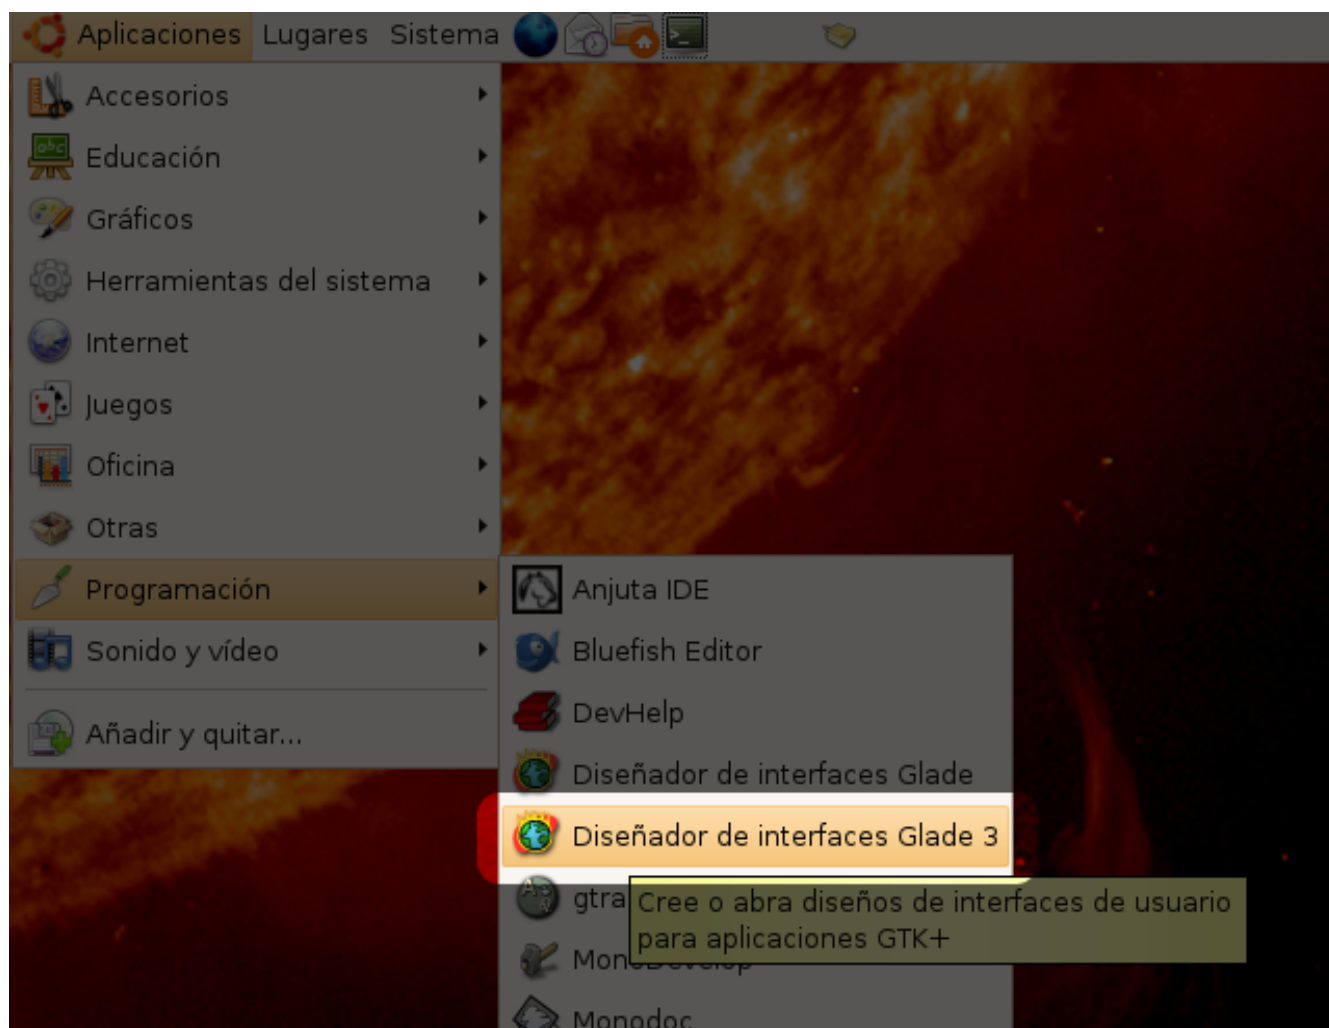 Aplicaciones Lugares Sistema
Accesorios
Educación
Gráficos
Herramientas del sistema
Internet
Juegos
Oficina
Otras
Programación
Sonido y vídeo
Añadir y quitar...
Anjuta IDE
Bluefish Editor
DevHelp
Diseñador de interfaces Glade
Diseñador de interfaces Glade 3
gtra
Cree o abra diseños de interfaces de usuario
para aplicaciones GTK+
MonoDevelop
Monodoc